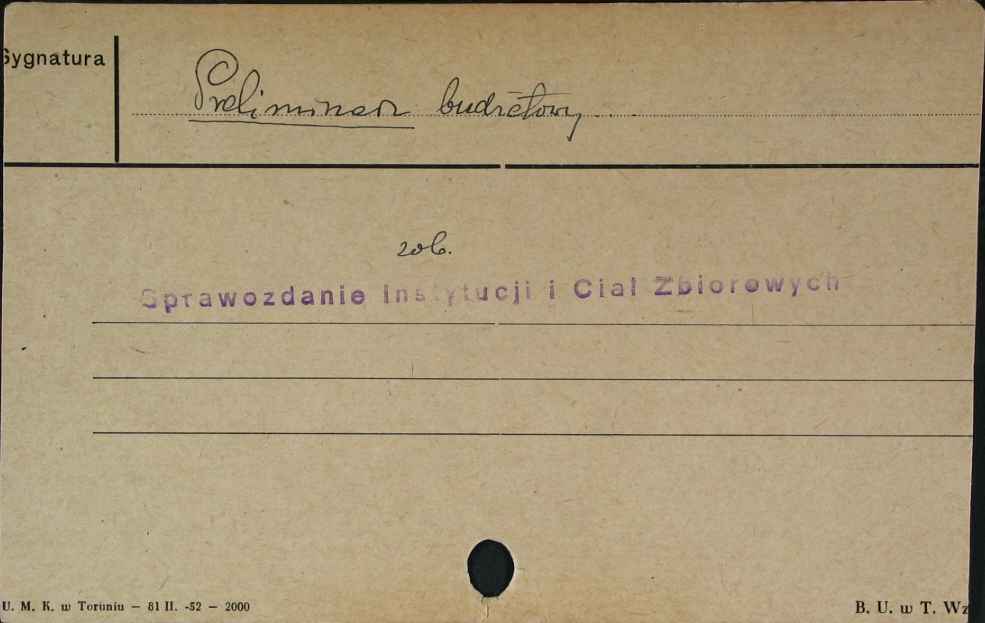 Sygnatura
Preliminarz budżetowy
zob.
Sprawozdanie Instytucji i Ciał Zbiorowych
U. M. K. w Toruniu — 81 II. -52 — 2000
B. U. w T. Wz